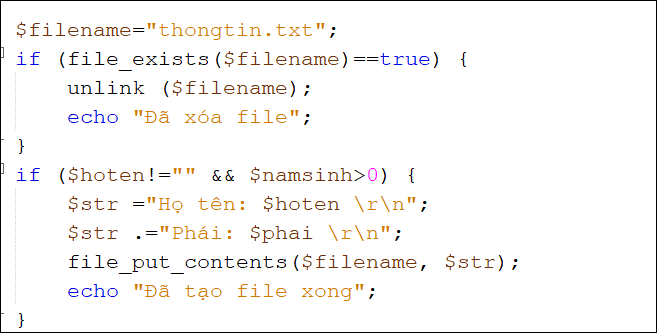 $filename="thongtin.txt";
if (file_exists($filename)==true) {
    unlink ($filename);
    echo "Đã xóa file";
}
if ($hoten!="" && $namsinh>0) {
    $str ="Họ tên: $hoten \r\n";
    $str .="Phái: $phai \r\n";
    file_put_contents($filename, $str);
    echo "Đã tạo file xong";
}